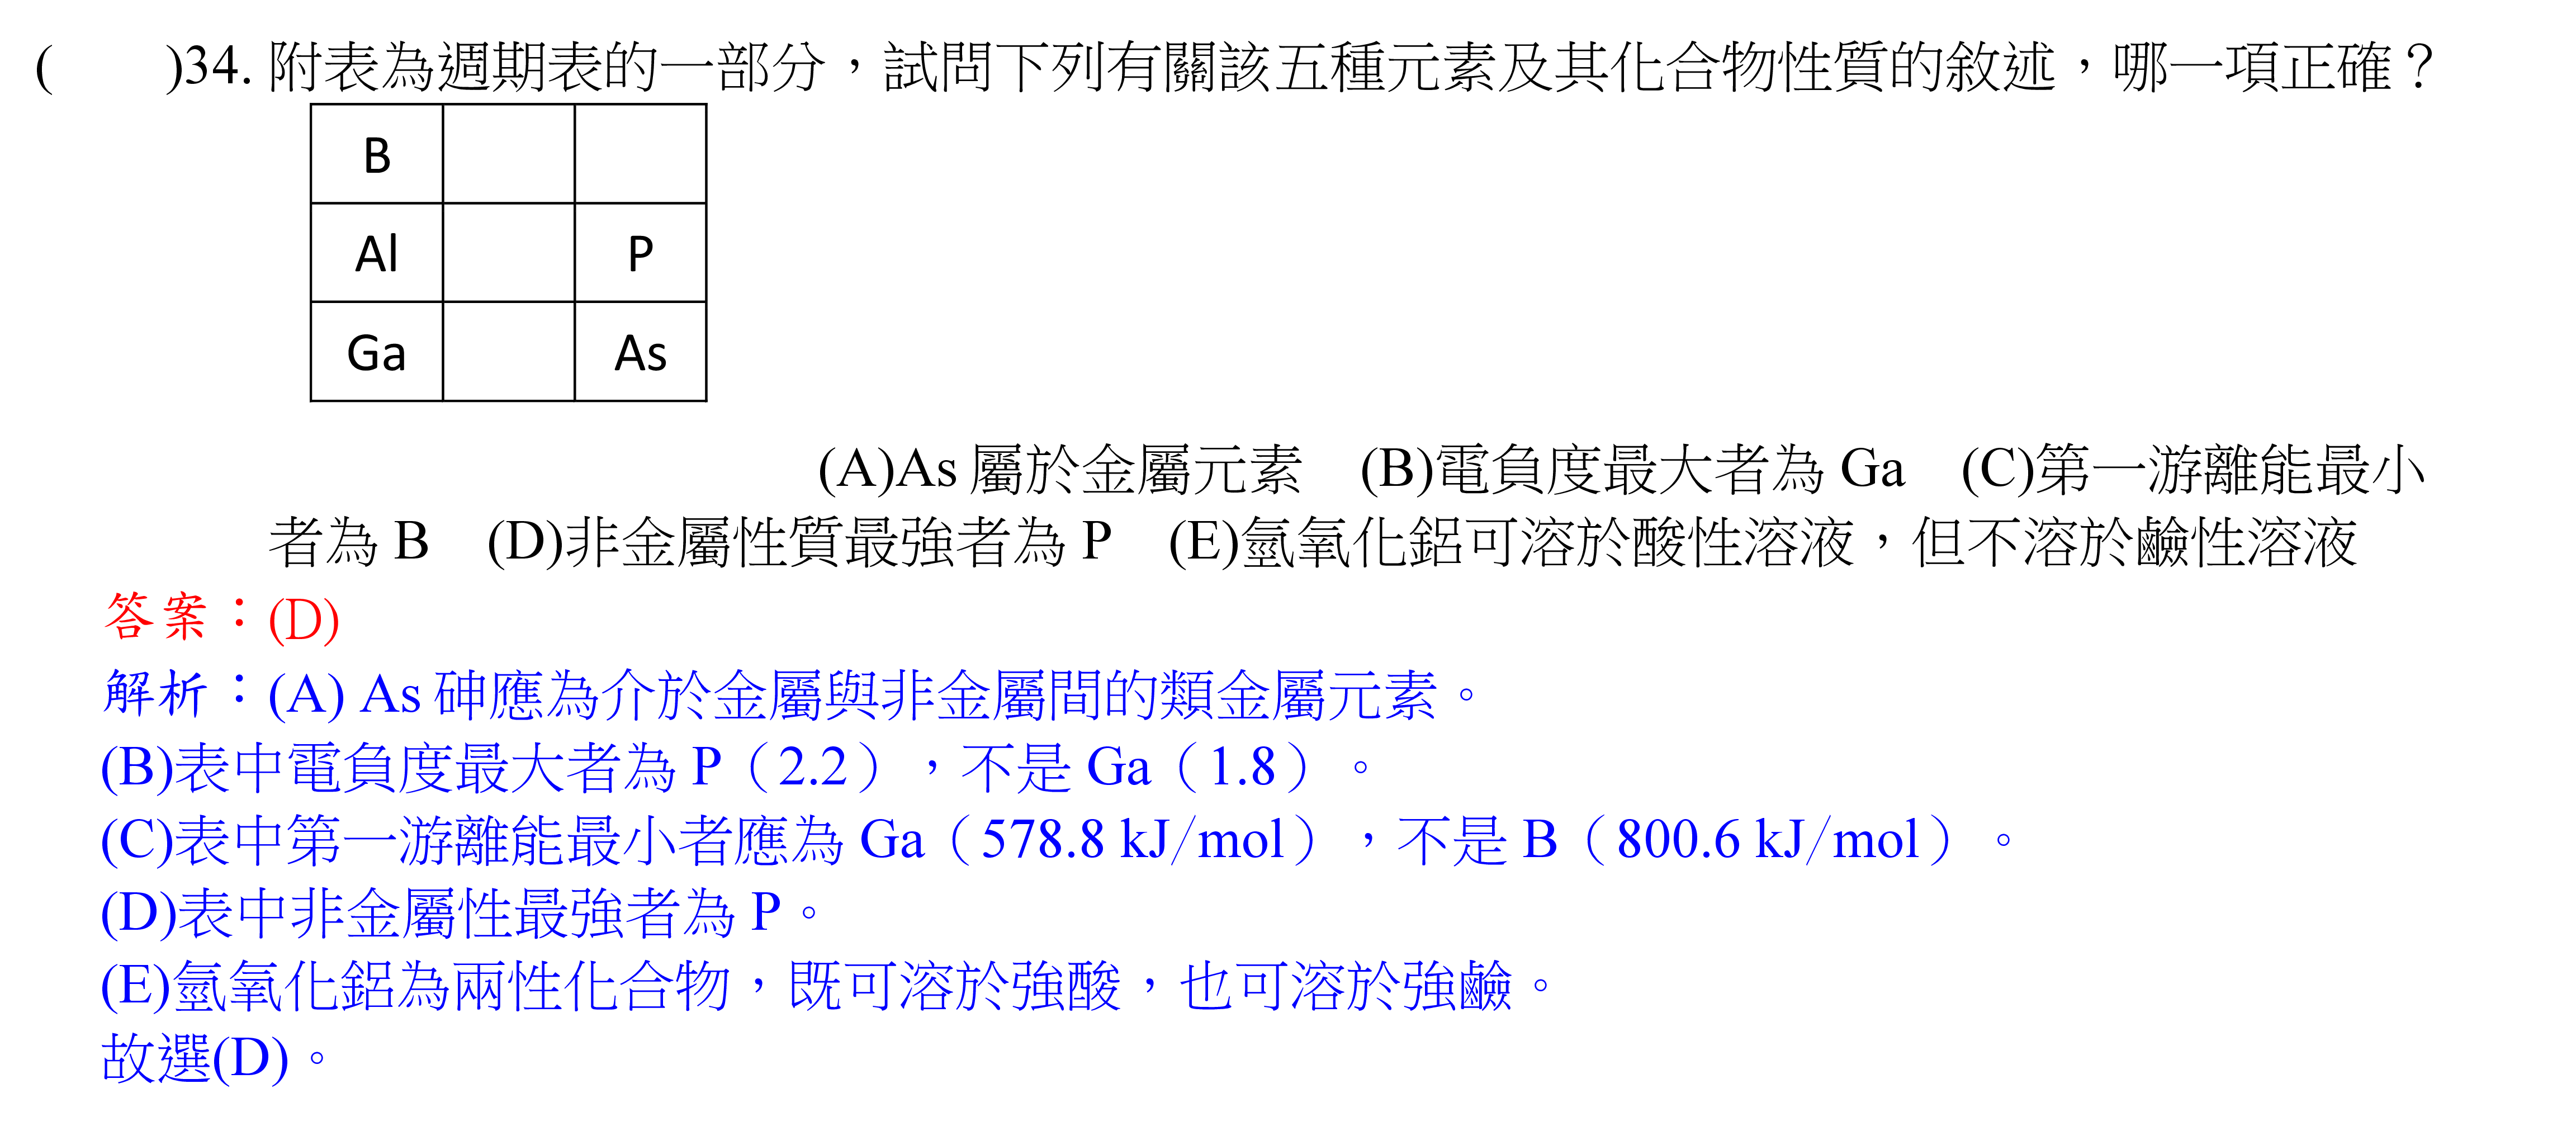 (　　)34. 附表為週期表的一部分，試問下列有關該五種元素及其化合物性質的敘述，哪一項正確？
B
Al P
Ga As
(A)As 屬於金屬元素　(B)電負度最大者為 Ga　(C)第一游離能最小
者為 B　(D)非金屬性質最強者為 P　(E)氫氧化鋁可溶於酸性溶液，但不溶於鹼性溶液
答案：(D)
解析：(A) As 砷應為介於金屬與非金屬間的類金屬元素。
(B)表中電負度最大者為 P（2.2），不是 Ga（1.8）。
(C)表中第一游離能最小者應為 Ga（578.8 kJ/mol），不是 B（800.6 kJ/mol）。
(D)表中非金屬性最強者為 P。
(E)氫氧化鋁為兩性化合物，既可溶於強酸，也可溶於強鹼。
故選(D)。